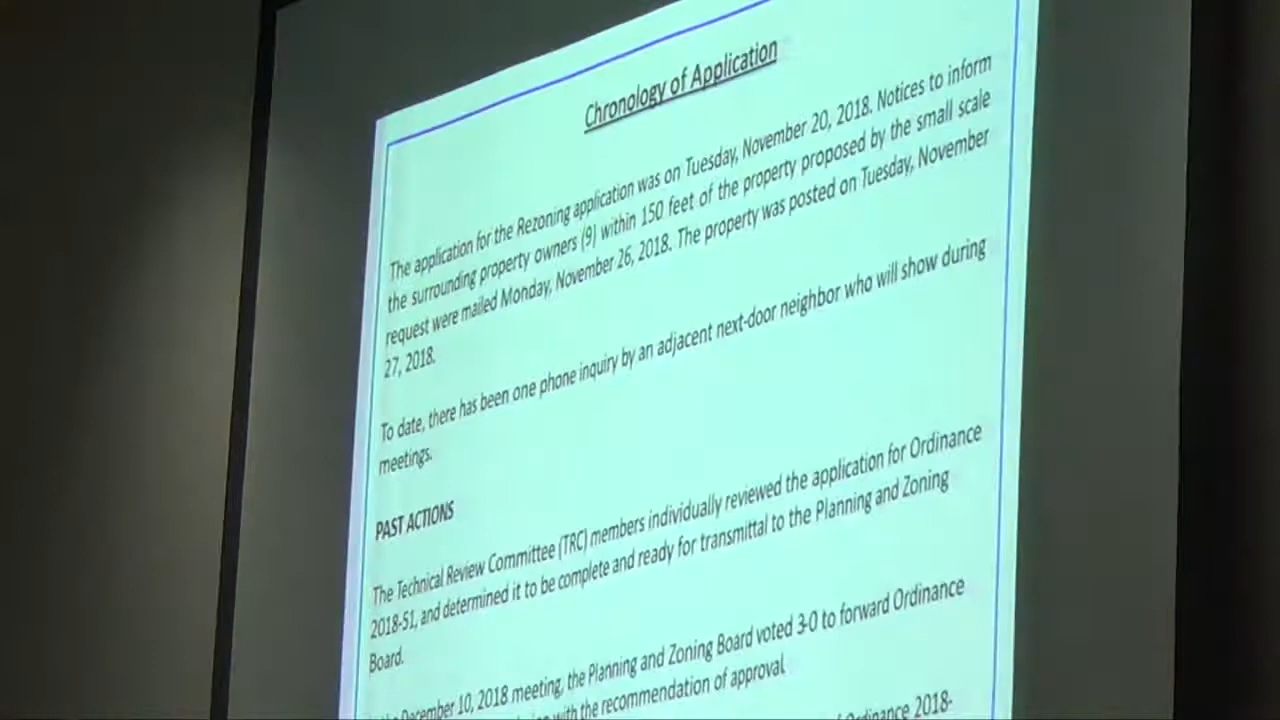 Chronology of Application
The application for the Rezoning application was on Tuesday, November 20, 2018. Notices to inform
the surrounding property owners (9) within 150 feet of the property proposed by the small scale
request were mailed Monday, November 26, 2018. The property was posted on Tuesday, November
27, 2018.
To date, there has been one phone inquiry by an adjacent next-door neighbor who will show during
meetings.
PAST ACTIONS
The Technical Review Committee (TRC) members individually reviewed the application for Ordinance
2018-51, and determined it to be complete and ready for transmittal to the Planning and Zoning
Board.
December 10, 2018 meeting, the Planning and Zoning Board voted 3-0 to forward Ordinance
with the recommendation of approval.
Ordinance 2018-